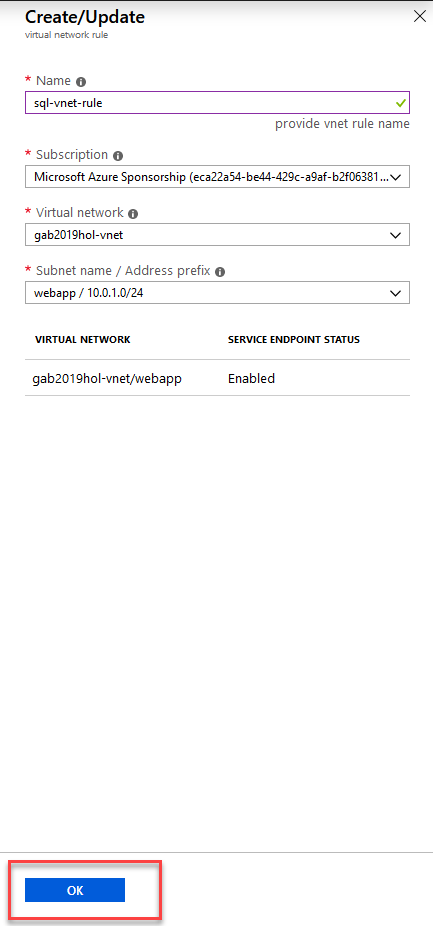 Create/Update
virtual network rule
* Name
sql-vnet-rule
provide vnet rule name
* Subscription
Microsoft Azure Sponsorship (eca22a54-be44-429c-a9af-b2f06381...
* Virtual network
gab2019hol-vnet
* Subnet name / Address prefix
webapp / 10.0.1.0/24
VIRTUAL NETWORK SERVICE ENDPOINT STATUS
gab2019hol-vnet/webapp Enabled
OK